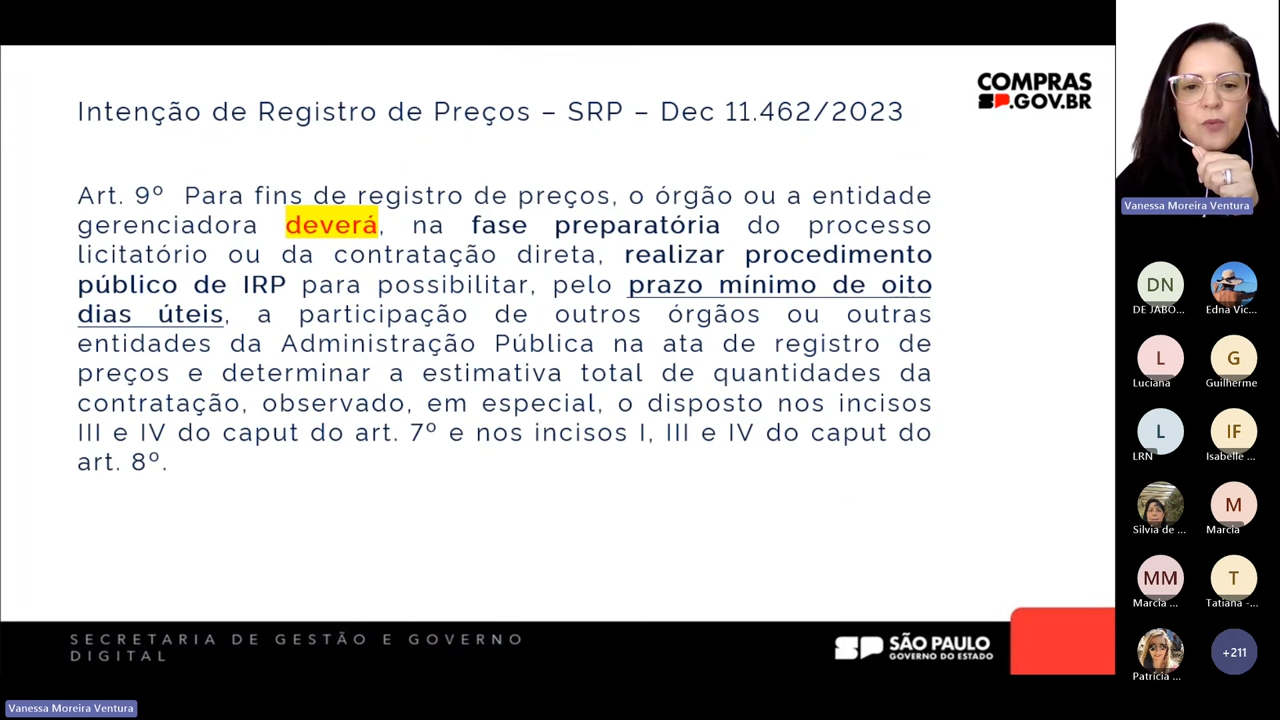 COMPRAS
SP.GOV.BR
Intenção de Registro de Preços – SRP – Dec 11.462/2023
Art. 9º Para fins de registro de preços, o órgão ou a entidade
gerenciadora deverá, na fase preparatória do processo
licitatório ou da contratação direta, realizar procedimento
público de IRP para possibilitar, pelo prazo mínimo de oito
dias úteis, a participação de outros órgãos ou outras
entidades da Administração Pública na ata de registro de
preços e determinar a estimativa total de quantidades da
contratação, observado, em especial, o disposto nos incisos
III e IV do caput do art. 7º e nos incisos I, III e IV do caput do
art. 8º.
SECRETARIA DE GESTÃO E GOVERNO
DIGITAL
SP SÃO PAULO
GOVERNO DO ESTADO
Vanessa Moreira Ventura
Vanessa Moreira Ventura
DN
DE JABO...
Edna Vic...
L
Luciana
G
Guilherme
L
LRN
IF
Isabelle ...
Silvia de ...
M
Marcia
MM
Marcia ...
T
Tatiana -...
Patrícia ...
+211